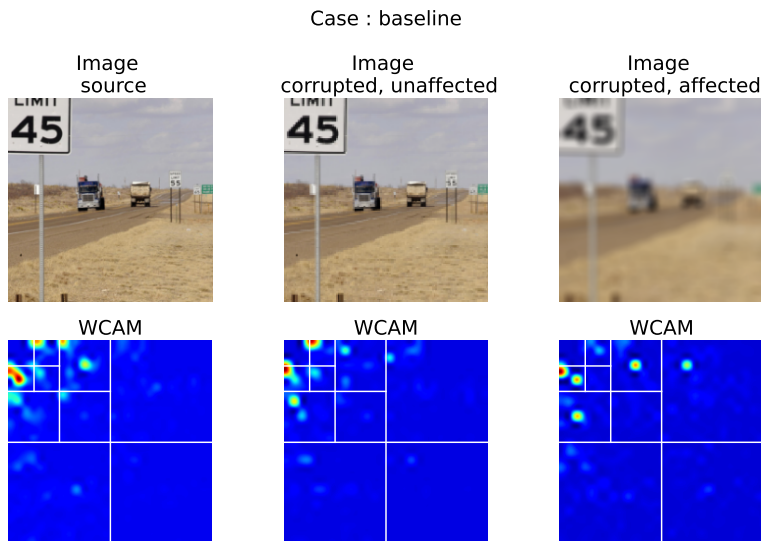 Case : baseline
Image
source
Image
corrupted, unaffected
Image
corrupted, affected
LIMIT
45
55
LIMIT
45
55
45
WCAM
WCAM
WCAM